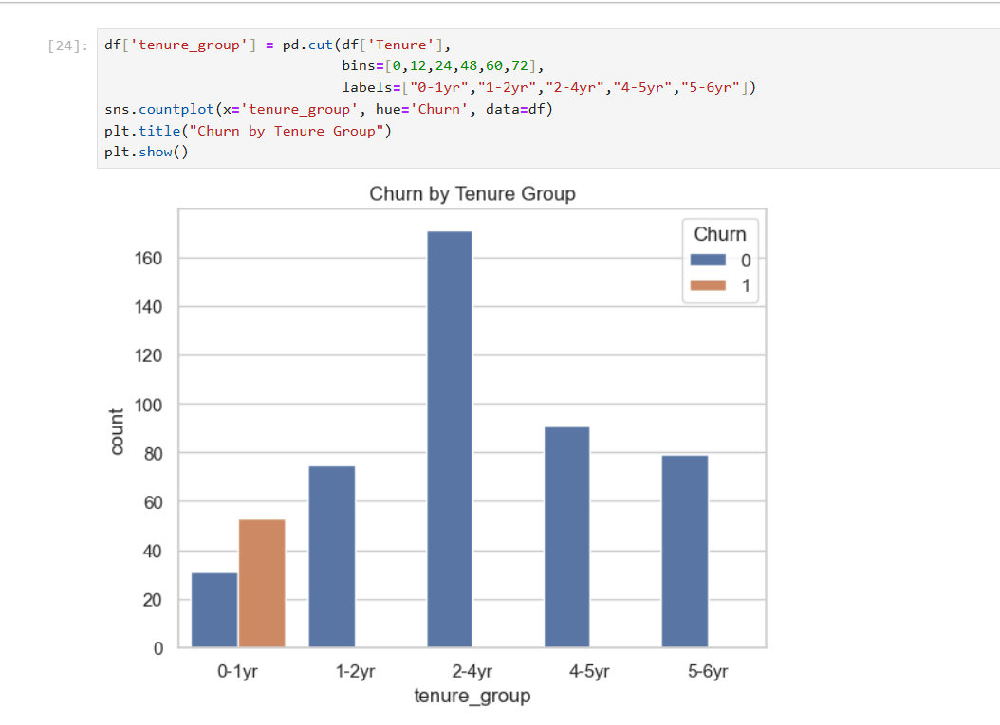 [24]: df['tenure_group'] = pd.cut(df['Tenure'],
bins=[0,12,24,48,60,72],
labels=["0-1yr","1-2yr","2-4yr","4-5yr","5-6yr"])
sns.countplot(x='tenure_group', hue='Churn', data=df)
plt.title("Churn by Tenure Group")
plt.show()
Churn by Tenure Group
Churn
0
1
160
140
120
100
80
60
40
20
0
count
0-1yr 1-2yr 2-4yr 4-5yr 5-6yr
tenure_group